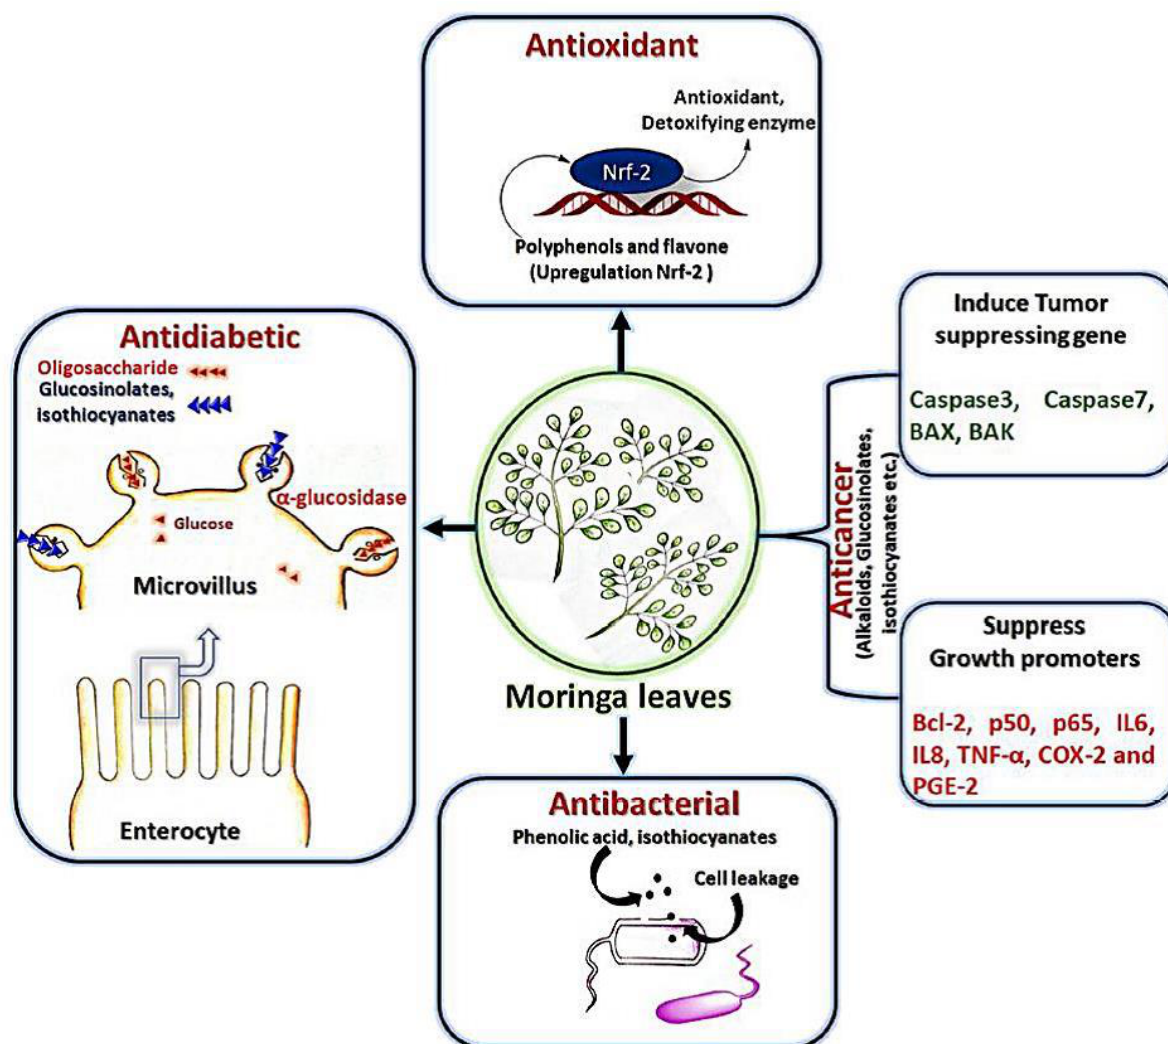 Antioxidant
Antioxidant,
Detoxifying enzyme
Nrf-2
Polyphenols and flavone
(Upregulation Nrf-2 )
Antidiabetic
Oligosaccharide
Glucosinolates,
isothiocyanates
α-glucosidase
Glucose
Microvillus
Enterocyte
Moringa leaves
Anticancer
(Alkaloids, Glucosinolates,
isothiocyanates etc.)
Induce Tumor
suppressing gene
Caspase3, Caspase7,
BAX, BAK
Suppress
Growth promoters
Bcl-2, p50, p65, IL6,
IL8, TNF-α, COX-2 and
PGE-2
Antibacterial
Phenolic acid, isothiocyanates
Cell leakage